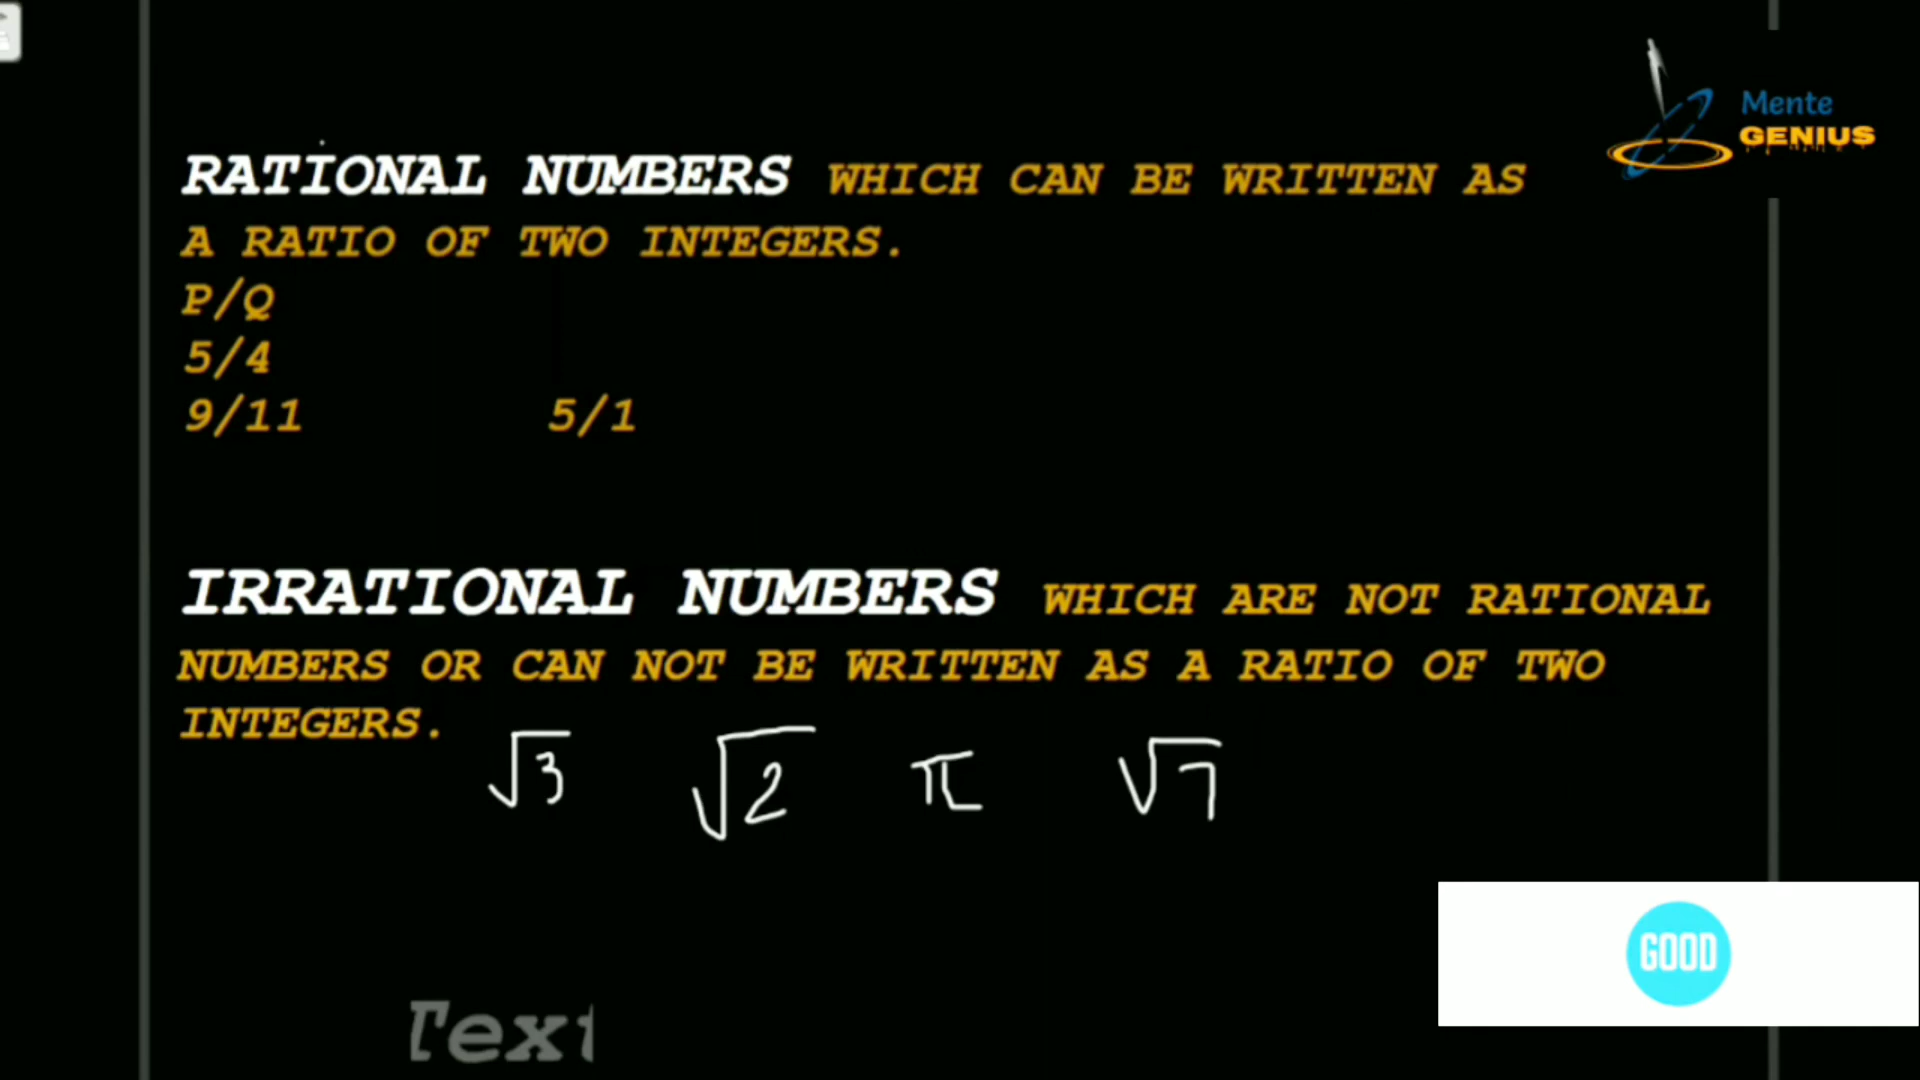 Mente
GENIUS
RATIONAL NUMBERS WHICH CAN BE WRITTEN AS
A RATIO OF TWO INTEGERS.
P/Q
5/4
9/11 5/1
IRRATIONAL NUMBERS WHICH ARE NOT RATIONAL
NUMBERS OR CAN NOT BE WRITTEN AS A RATIO OF TWO
INTEGERS.
√3 √2 π √7
GOOD
Text